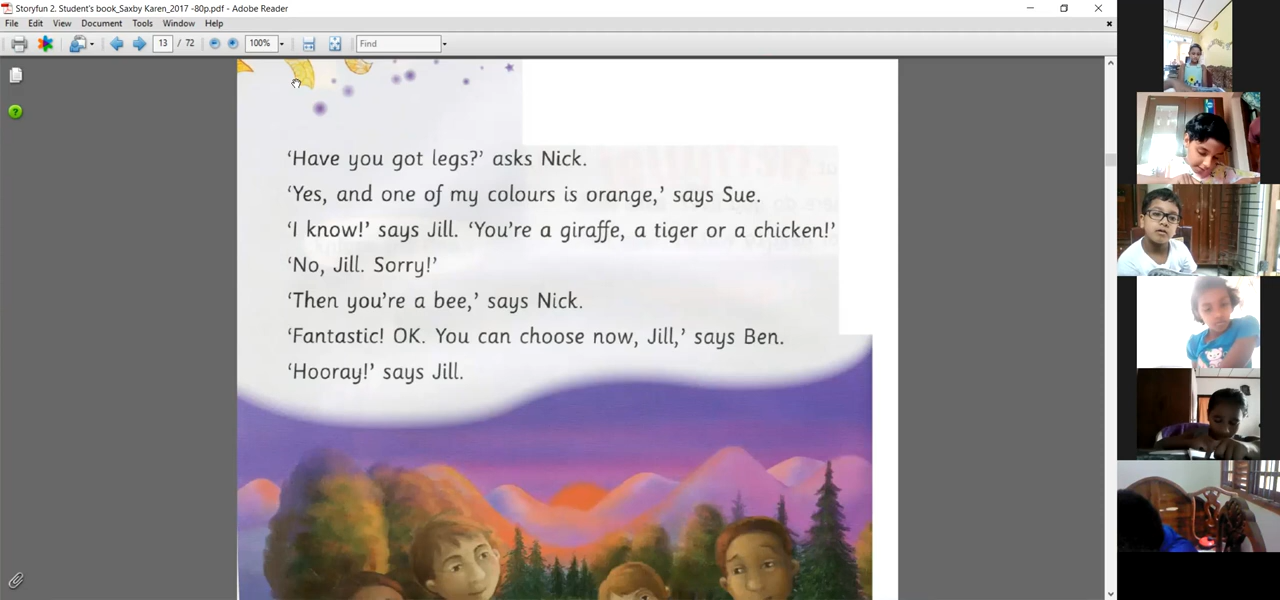 Storyfun 2. Student's book_Saxby Karen_2017 -80p.pdf - Adobe Reader
File Edit View Document Tools Window Help
13 / 72 100% Find
‘Have you got legs?’ asks Nick.
‘Yes, and one of my colours is orange,’ says Sue.
‘I know!’ says Jill. ‘You’re a giraffe, a tiger or a chicken!’
‘No, Jill. Sorry!’
‘Then you’re a bee,’ says Nick.
‘Fantastic! OK. You can choose now, Jill,’ says Ben.
‘Hooray!’ says Jill.